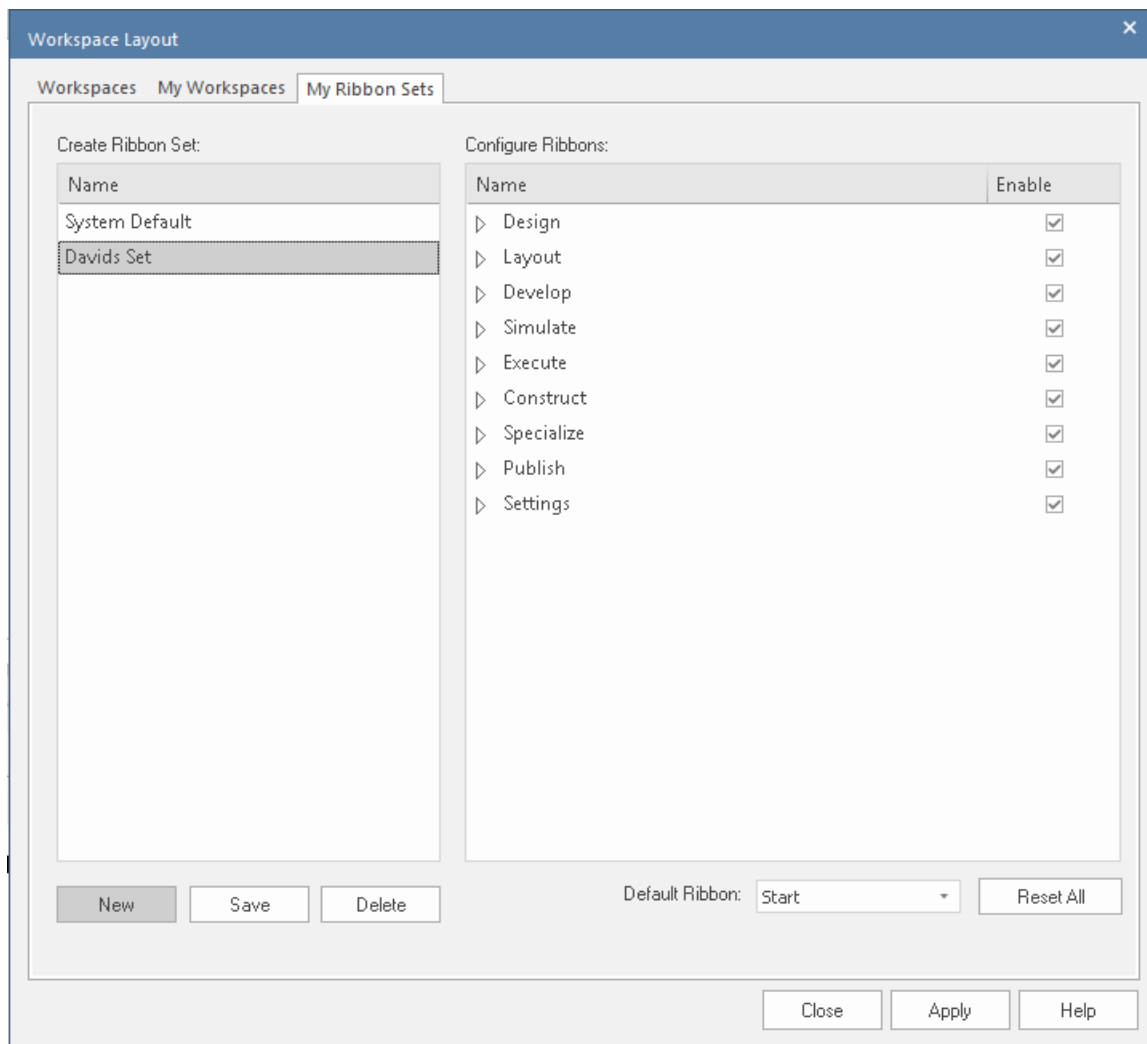 Workspace Layout
Workspaces My Workspaces My Ribbon Sets
Create Ribbon Set:
Name
System Default
Davids Set
New Save Delete
Configure Ribbons:
Name Enable
Design
Layout
Develop
Simulate
Execute
Construct
Specialize
Publish
Settings
Default Ribbon: Start Reset All
Close Apply Help